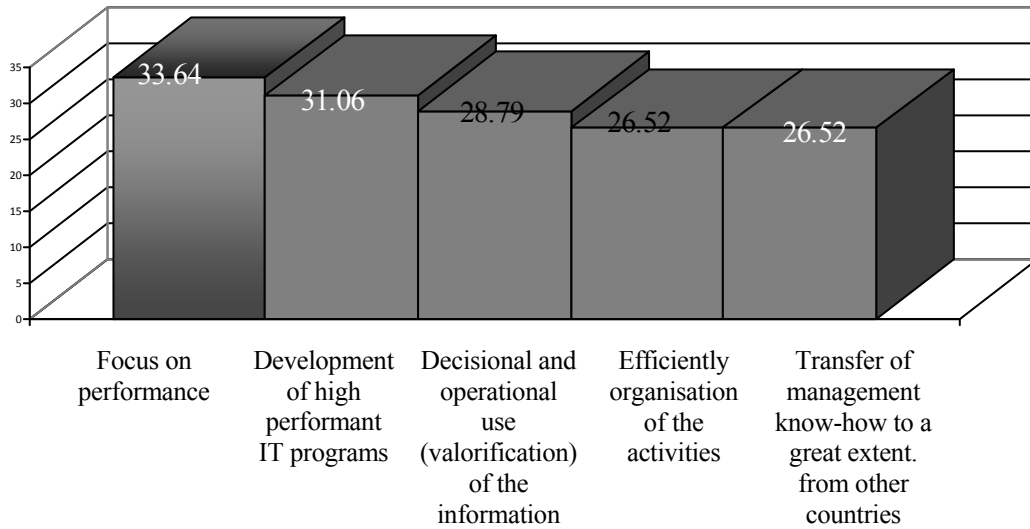 35
30
25
20
15
10
5
0
33.64
31.06
28.79
26.52
26.52
Focus on
performance
Development
of high
performant
IT programs
Decisional and
operational
use
(valorification)
of the
information
Efficiently
organisation
of the
activities
Transfer of
management
know-how to a
great extent.
from other
countries